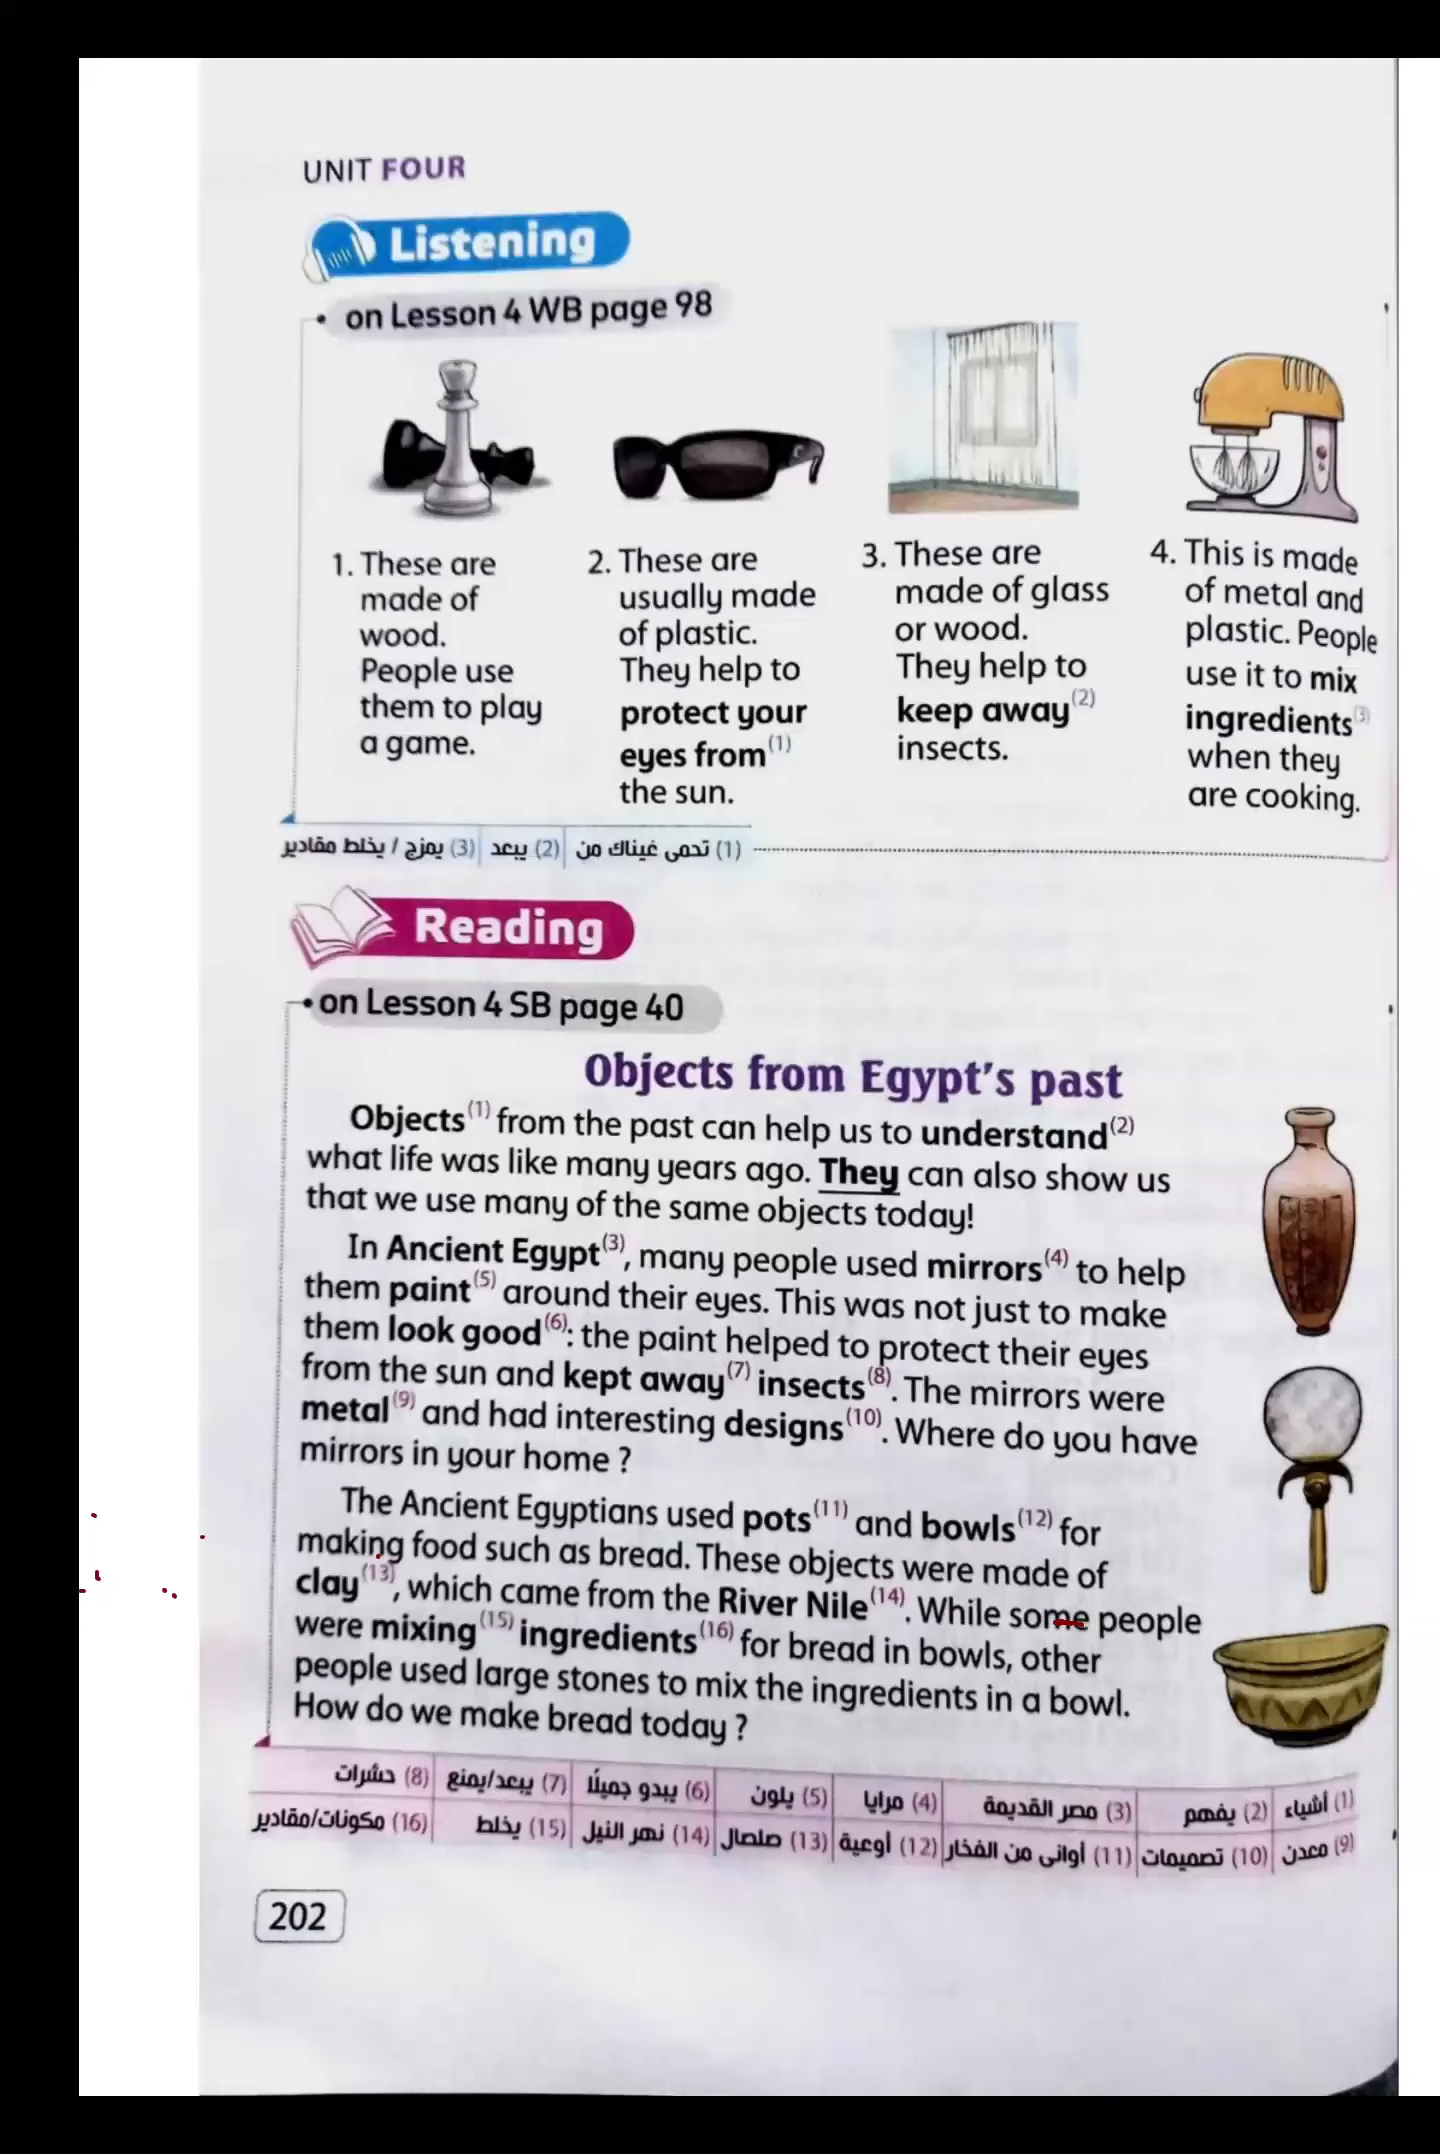 UNIT FOUR
Listening
• on Lesson 4 WB page 98
1. These are
made of
wood.
People use
them to play
a game.
2. These are
usually made
of plastic.
They help to
protect your
eyes from(1)
the sun.
3. These are
made of glass
or wood.
They help to
keep away(2)
insects.
4. This is made
of metal and
plastic. People
use it to mix
ingredients(3)
when they
are cooking.
(1) تحمى عيناك من (2) يبعد (3) يمزج / يخلط مقادير
Reading
• on Lesson 4 SB page 40
Objects from Egypt's past
Objects(1) from the past can help us to understand(2)
what life was like many years ago. They can also show us
that we use many of the same objects today!
In Ancient Egypt(3), many people used mirrors(4) to help
them paint(5) around their eyes. This was not just to make
them look good(6): the paint helped to protect their eyes
from the sun and kept away(7) insects(8). The mirrors were
metal(9) and had interesting designs(10). Where do you have
mirrors in your home ?
The Ancient Egyptians used pots(11) and bowls(12) for
making food such as bread. These objects were made of
clay(13), which came from the River Nile(14). While some people
were mixing(15) ingredients(16) for bread in bowls, other
people used large stones to mix the ingredients in a bowl.
How do we make bread today ?
(1) أشياء (2) يفهم (3) مصر القديمة (4) مرايا (5) يلون (6) يبدو جميلًا (7) يبعد/يمنع (8) حشرات
(9) معدن (10) تصميمات (11) أوانى من الفخار (12) أوعية (13) صلصال (14) نهر النيل (15) يخلط (16) مكونات/مقادير
202